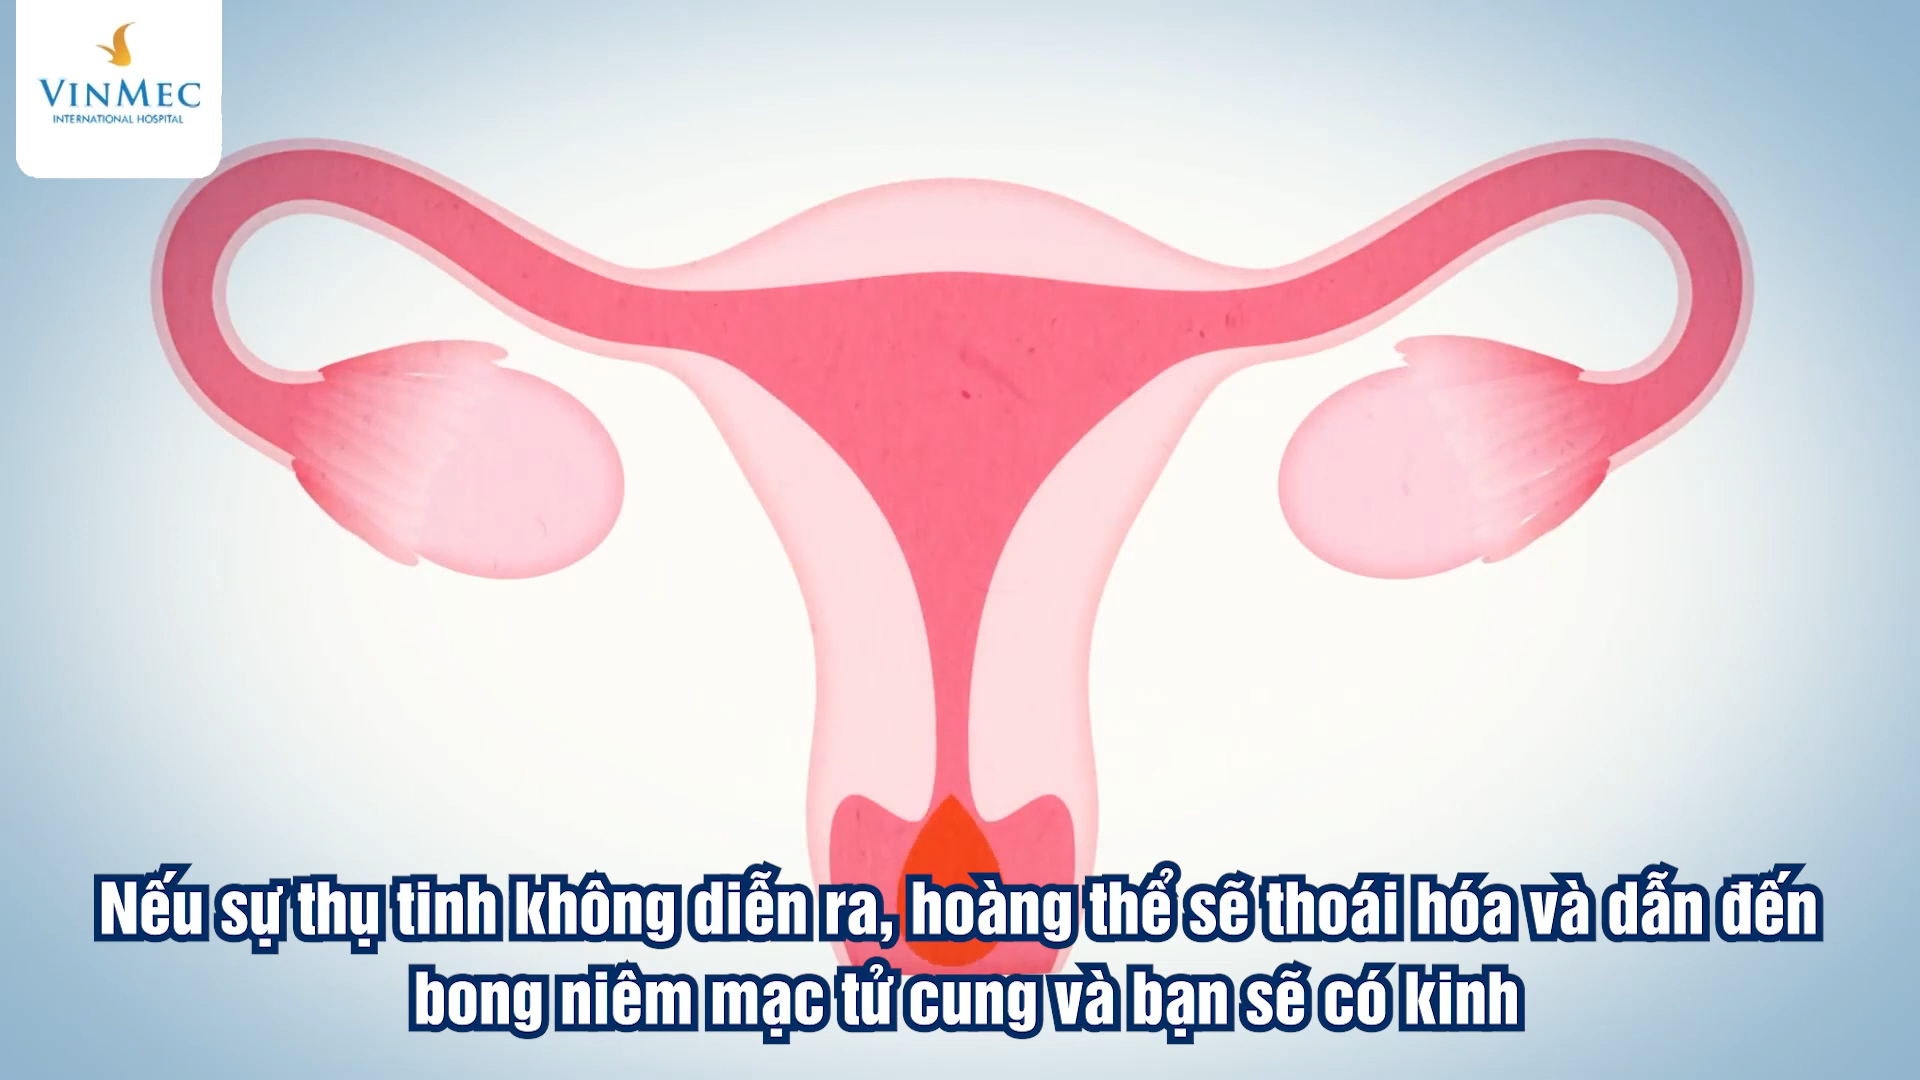 VINMEC
INTERNATIONAL HOSPITAL
Nếu sự thụ tinh không diễn ra, hoàng thể sẽ thoái hóa và dẫn đến
bong niêm mạc tử cung và bạn sẽ có kinh